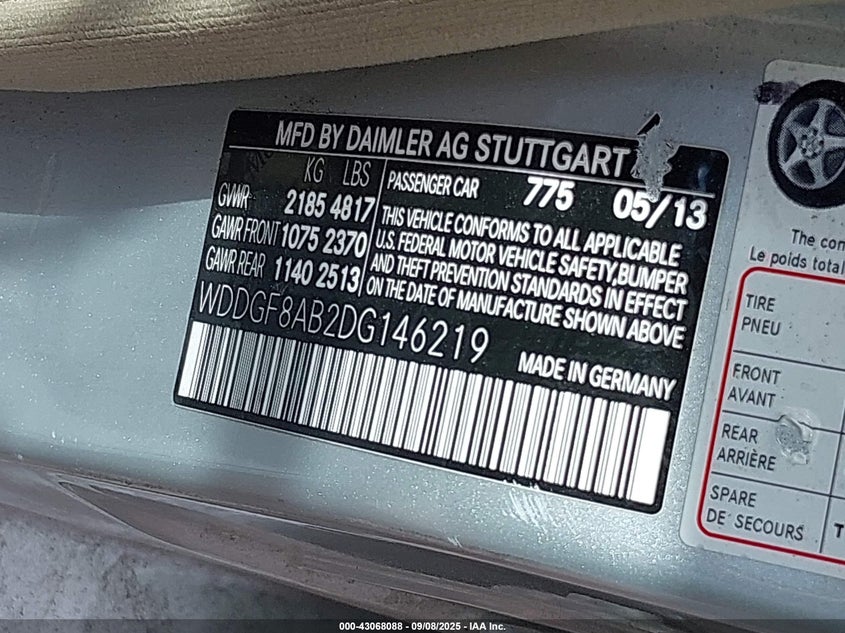 MFD BY DAIMLER AG STUTTGART
KG LBS
GVWR 2185 4817
GAWR FRONT 1075 2370
GAWR REAR 1140 2513
PASSENGER CAR 775 05/13
THIS VEHICLE CONFORMS TO ALL APPLICABLE
U.S. FEDERAL MOTOR VEHICLE SAFETY, BUMPER
AND THEFT PREVENTION STANDARDS IN EFFECT
ON THE DATE OF MANUFACTURE SHOWN ABOVE
WDDGF8AB2DG146219
MADE IN GERMANY
The com
Le poids total
TIRE
PNEU
FRONT
AVANT
REAR
ARRIÈRE
SPARE
DE SECOURS
T
000-43068088 - 09/08/2025 - IAA Inc.